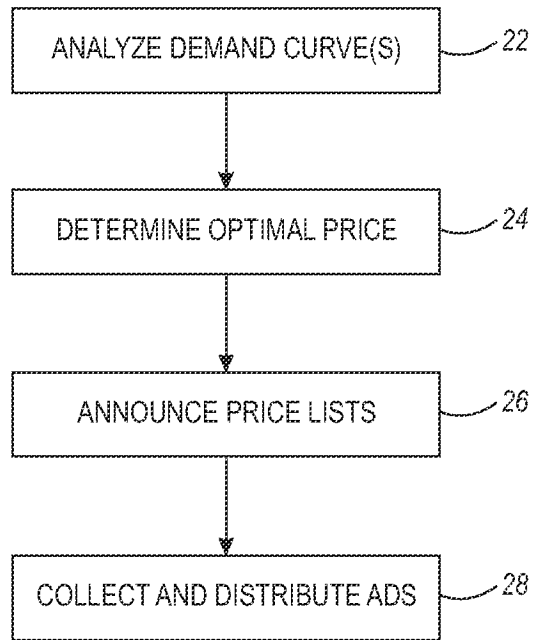 ANALYZE DEMAND CURVE(S)
22
DETERMINE OPTIMAL PRICE
24
ANNOUNCE PRICE LISTS
26
COLLECT AND DISTRIBUTE ADS
28